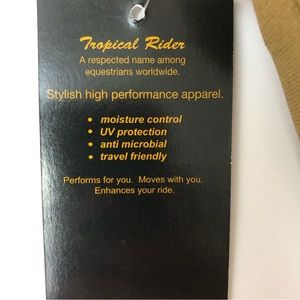 Tropical Rider
A respected name among
equestrians worldwide.
Stylish high performance apparel.
• moisture control
• UV protection
• anti microbial
• travel friendly
Performs for you. Moves with you.
Enhances your ride.